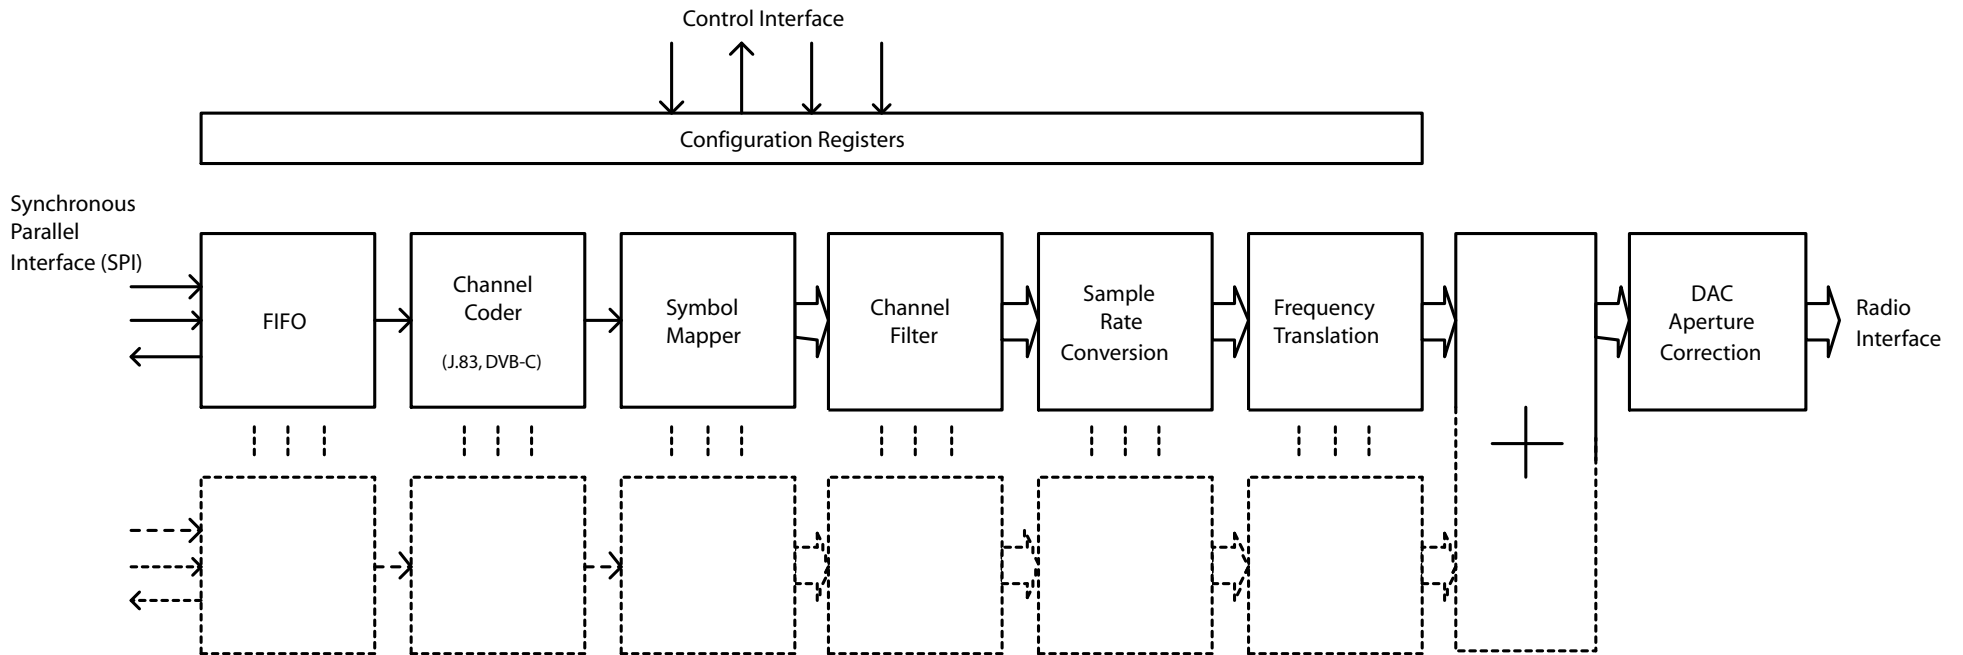 Control Interface
Configuration Registers
Synchronous
Parallel
Interface (SPI)
FIFO
Channel
Coder
(J.83, DVB-C)
Symbol
Mapper
Channel
Filter
Sample
Rate
Conversion
Frequency
Translation
DAC
Aperture
Correction
Radio
Interface